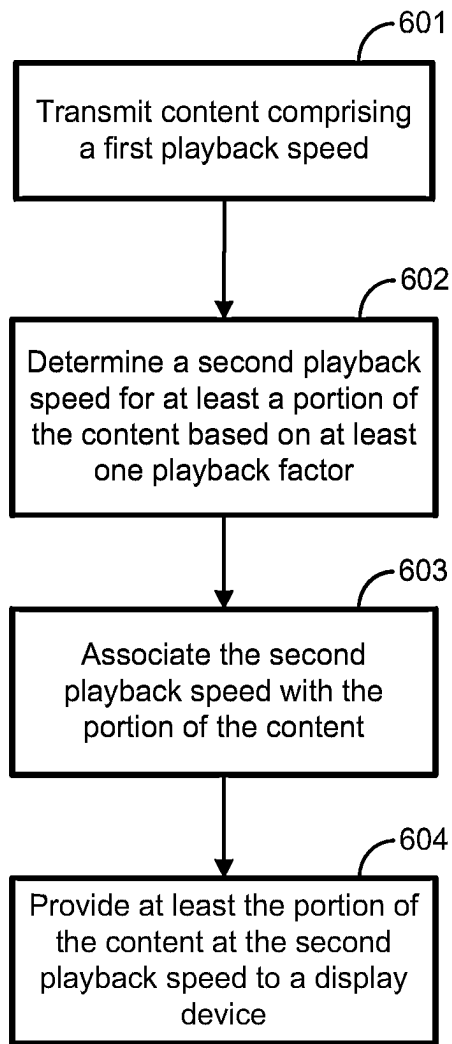 601
Transmit content comprising
a first playback speed
602
Determine a second playback
speed for at least a portion of
the content based on at least
one playback factor
603
Associate the second
playback speed with the
portion of the content
604
Provide at least the portion of
the content at the second
playback speed to a display
device